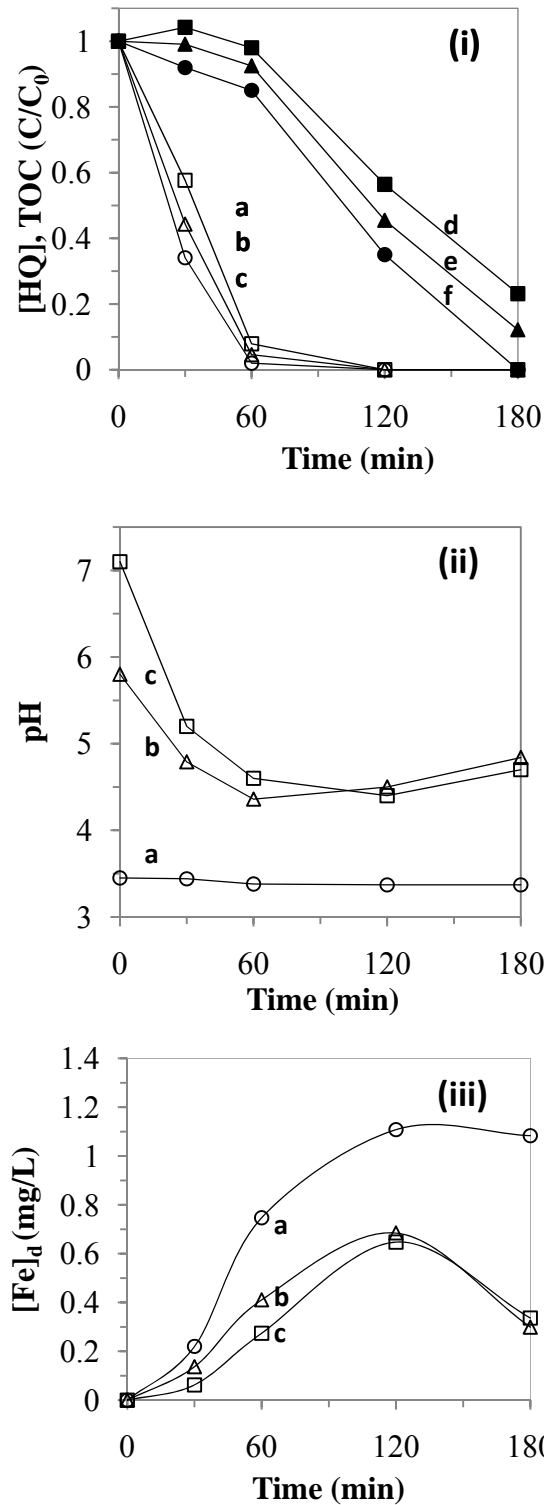 (i)
[HQ], TOC (C/C0)
1
0.8
0.6
0.4
0.2
0
a
b
c
d
e
f
0 60 120 180
Time (min)
(ii)
pH
7
6
5
4
3
c
b
a
0 60 120 180
Time (min)
(iii)
[Fe]d (mg/L)
1.4
1.2
1
0.8
0.6
0.4
0.2
0
a
b
c
0 60 120 180
Time (min)